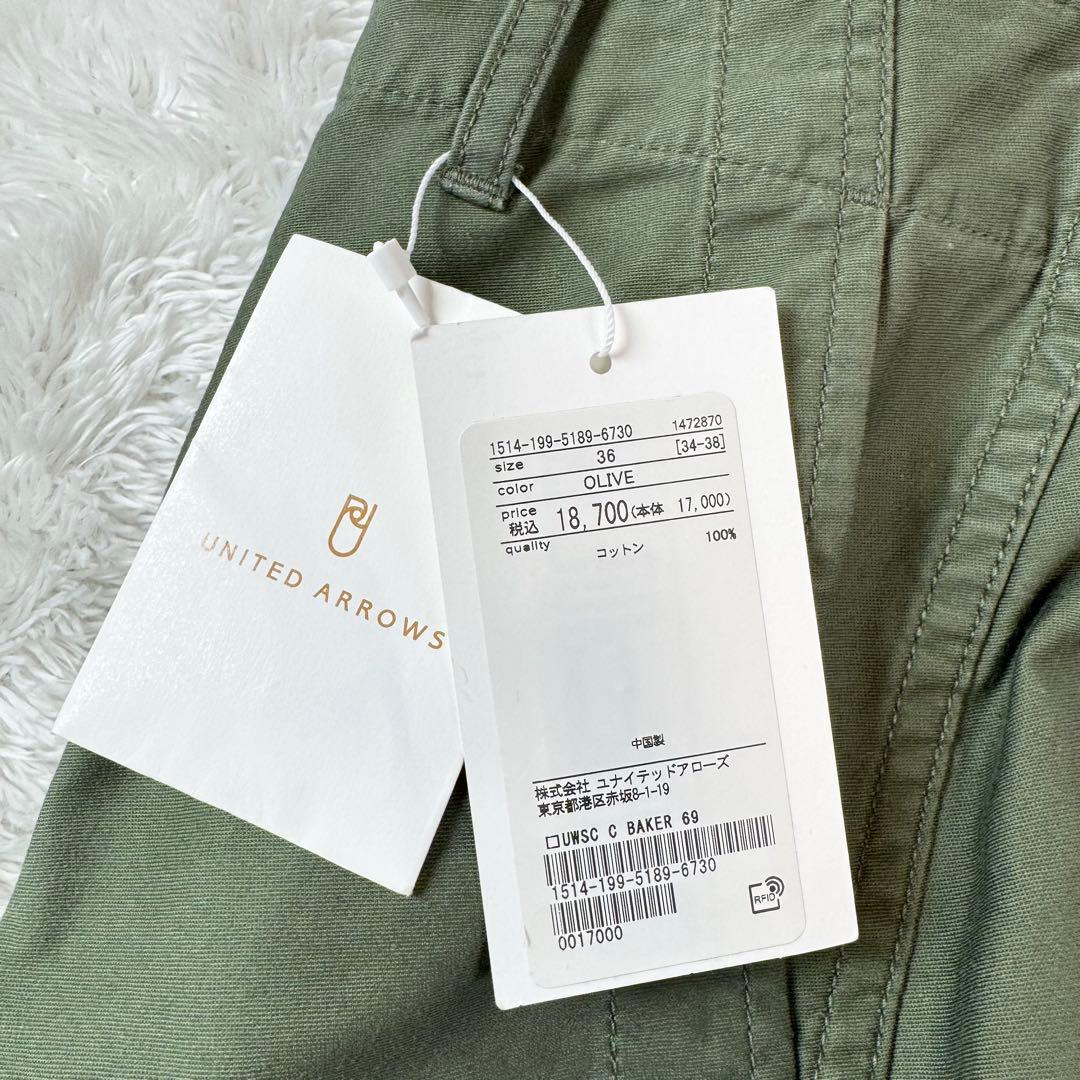 UNITED ARROWS
1514-199-5189-6730 1472870
size 36 [34-38]
color OLIVE
price
税込 18,700(本体 17,000)
quality コットン 100%
中国製
株式会社 ユナイテッドアローズ
東京都港区赤坂8-1-19
□UWSC C BAKER 69
1514-199-5189-6730
0017000
RFID